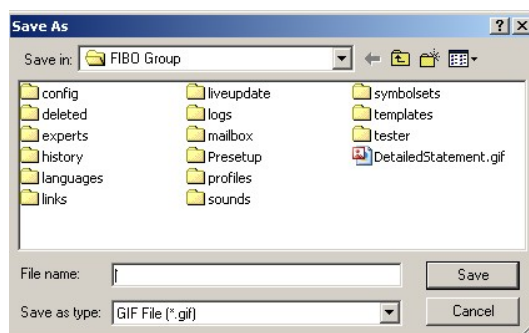 Save As
Save in: FIBO Group
config
deleted
experts
history
languages
links
liveupdate
logs
mailbox
Presetup
profiles
sounds
symbolsets
templates
tester
DetailedStatement.gif
File name:
Save
Save as type: GIF File (*.gif)
Cancel